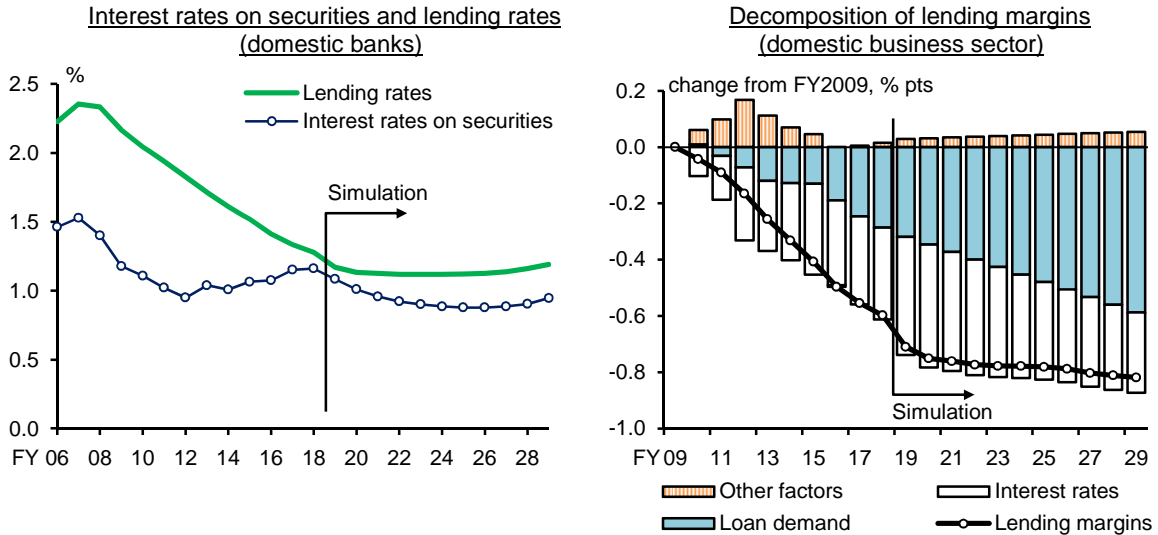 Interest rates on securities and lending rates
(domestic banks)
%
2.5
2.0
1.5
1.0
0.5
0.0
Lending rates
Interest rates on securities
Simulation
FY 06 08 10 12 14 16 18 20 22 24 26 28
Decomposition of lending margins
(domestic business sector)
change from FY2009, % pts
0.2
0.0
-0.2
-0.4
-0.6
-0.8
-1.0
Simulation
FY 09 11 13 15 17 19 21 23 25 27 29
Other factors
Interest rates
Loan demand
Lending margins